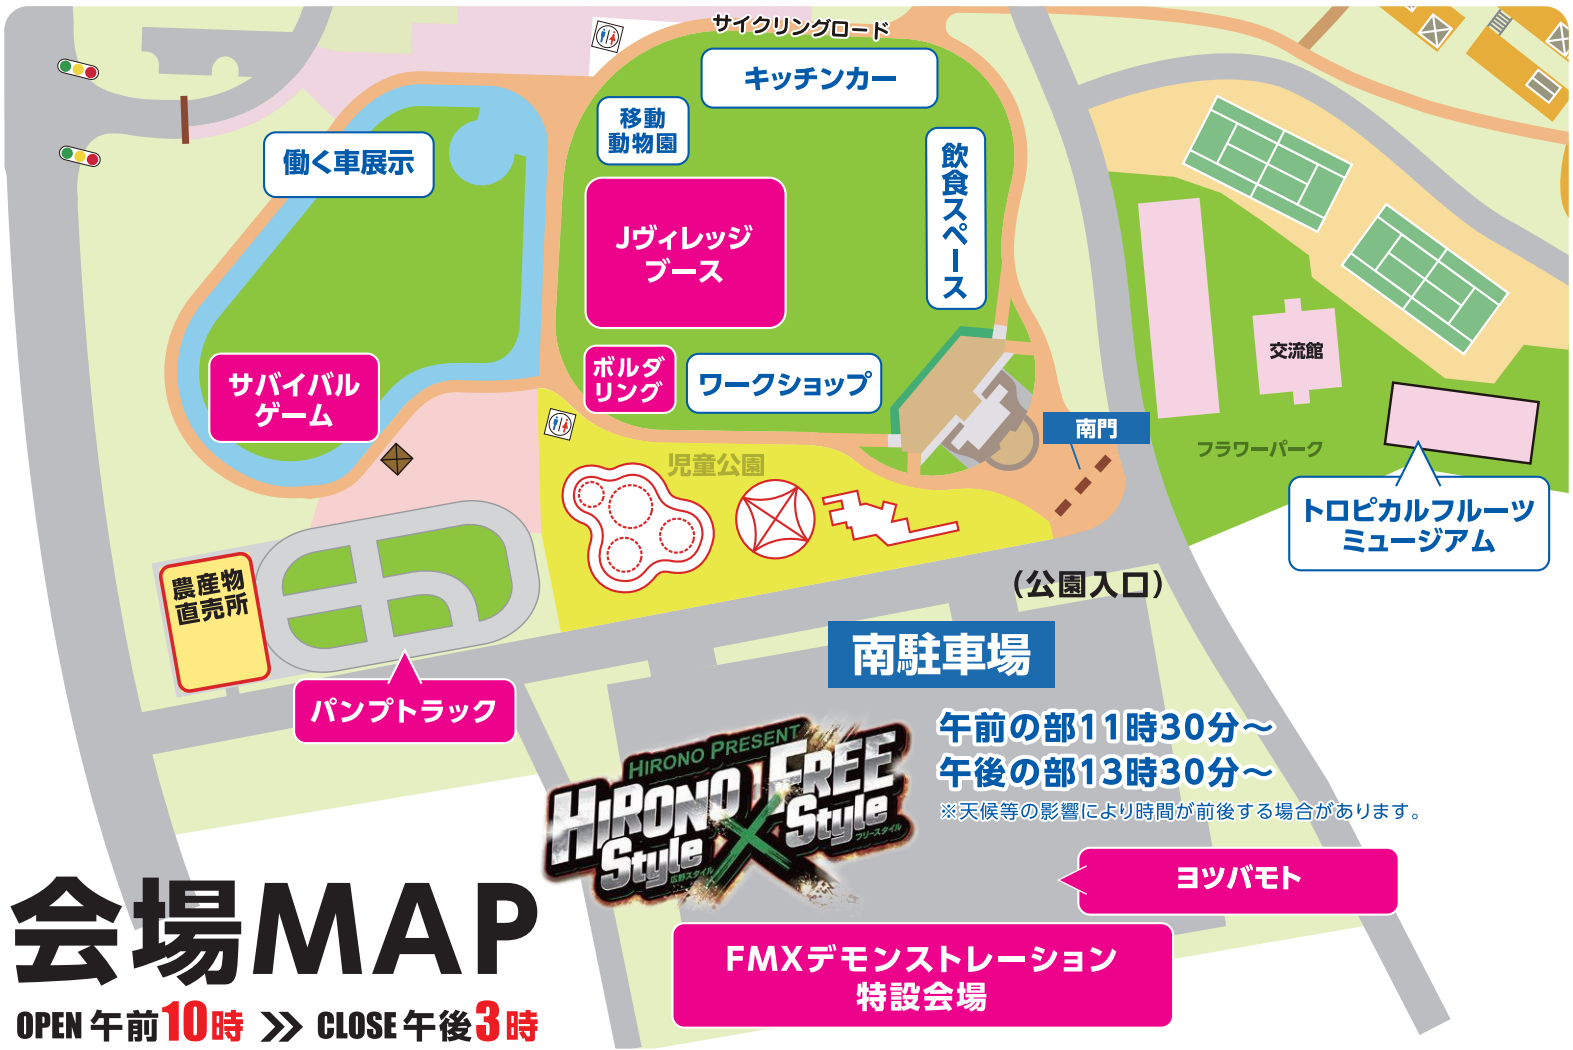 サイクリングロード
キッチンカー
移動
動物園
働く車展示
飲食スペース
Jヴィレッジ
ブース
サバイバル
ゲーム
ボルダ
リング
ワークショップ
交流館
南門
フラワーパーク
児童公園
トロピカルフルーツ
ミュージアム
農産物
直売所
(公園入口)
南駐車場
パンプトラック
HIRONO PRESENT
HIRONO
Style
広野スタイル
×
FREE
Style
フリースタイル
午前の部11時30分〜
午後の部13時30分〜
※天候等の影響により時間が前後する場合があります。
ヨツバモト
FMXデモンストレーション
特設会場
会場MAP
OPEN 午前10時 >> CLOSE 午後3時